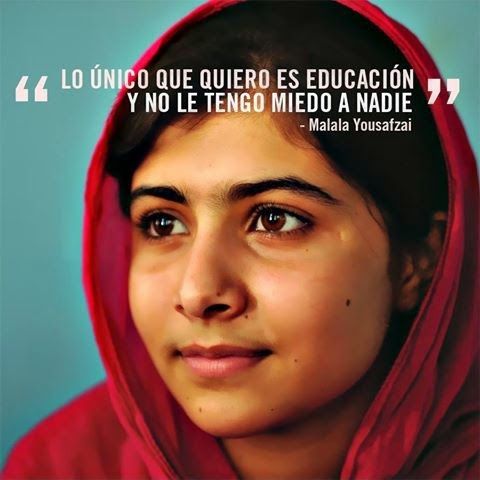 “ LO ÚNICO QUE QUIERO ES EDUCACIÓN
Y NO LE TENGO MIEDO A NADIE ”
- Malala Yousafzai